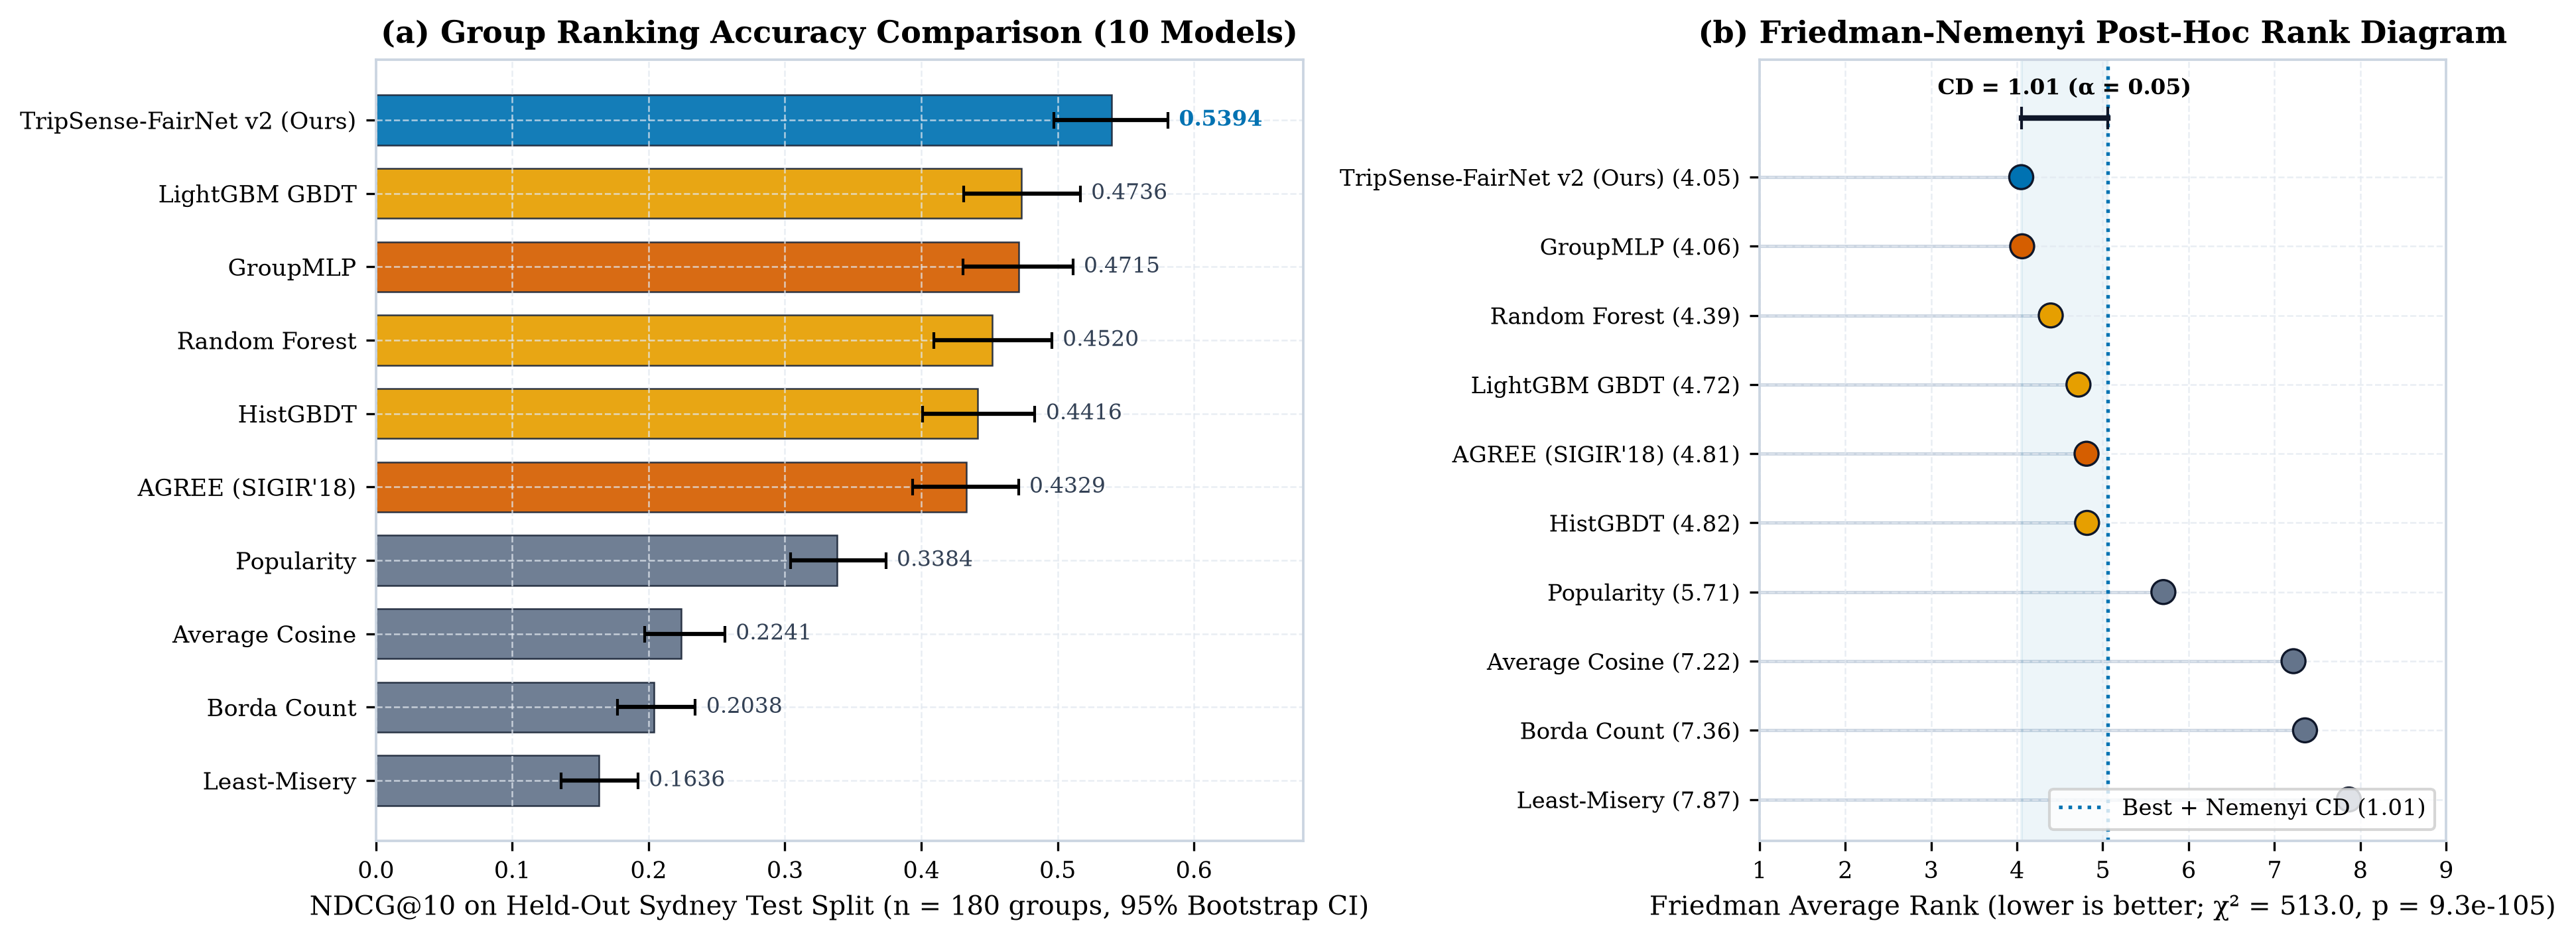 (a) Group Ranking Accuracy Comparison (10 Models)
TripSense-FairNet v2 (Ours)
0.5394
LightGBM GBDT
0.4736
GroupMLP
0.4715
Random Forest
0.4520
HistGBDT
0.4416
AGREE (SIGIR'18)
0.4329
Popularity
0.3384
Average Cosine
0.2241
Borda Count
0.2038
Least-Misery
0.1636
0.0 0.1 0.2 0.3 0.4 0.5 0.6
NDCG@10 on Held-Out Sydney Test Split (n = 180 groups, 95% Bootstrap CI)
(b) Friedman-Nemenyi Post-Hoc Rank Diagram
CD = 1.01 (α = 0.05)
TripSense-FairNet v2 (Ours) (4.05)
GroupMLP (4.06)
Random Forest (4.39)
LightGBM GBDT (4.72)
AGREE (SIGIR'18) (4.81)
HistGBDT (4.82)
Popularity (5.71)
Average Cosine (7.22)
Borda Count (7.36)
Least-Misery (7.87)
Best + Nemenyi CD (1.01)
1 2 3 4 5 6 7 8 9
Friedman Average Rank (lower is better; χ² = 513.0, p = 9.3e-105)